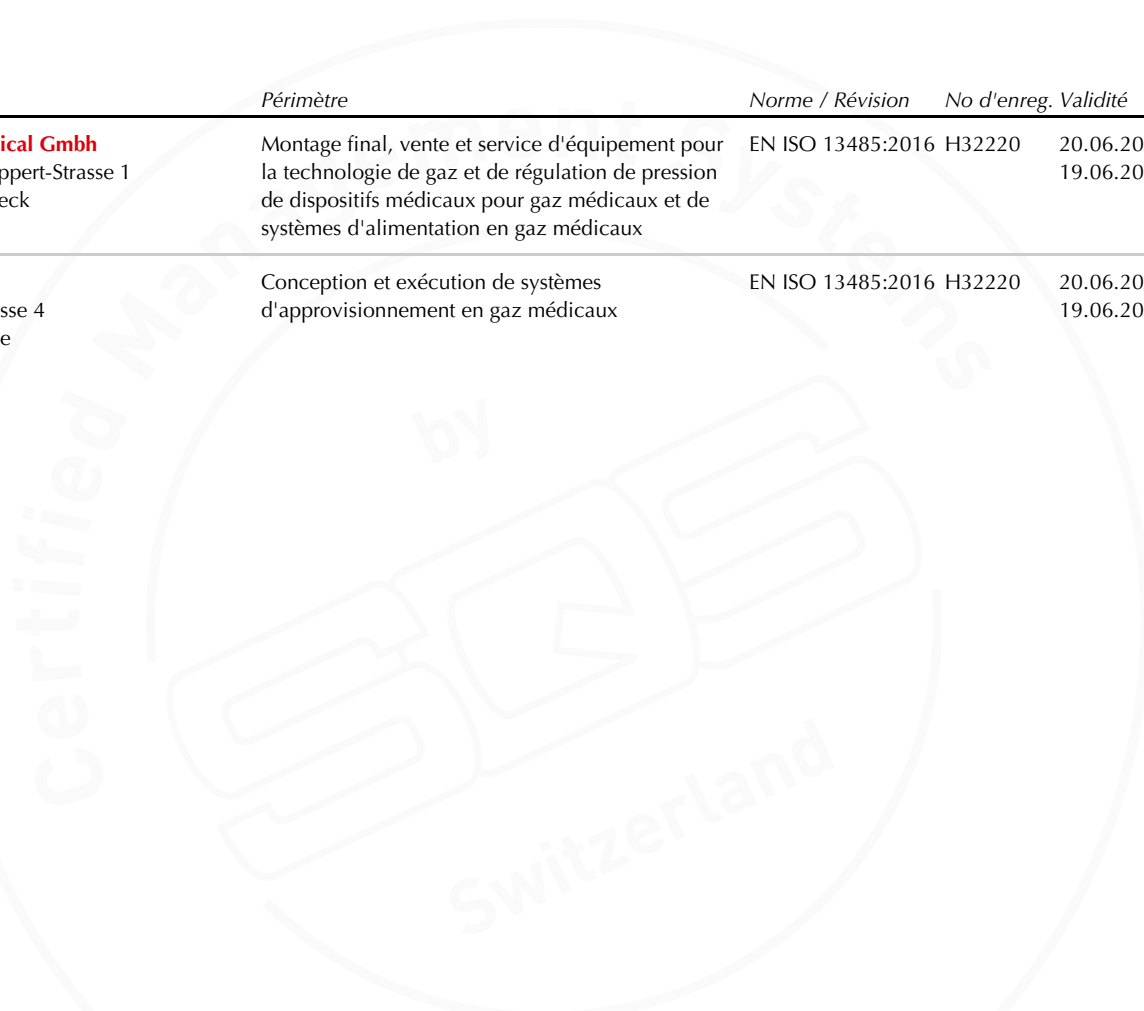 Périmètre Norme / Révision No d'enreg. Validité
ical Gmbh Montage final, vente et service d'équipement pour EN ISO 13485:2016 H32220 20.06.20
ppert-Strasse 1 la technologie de gaz et de régulation de pression 19.06.20
eck de dispositifs médicaux pour gaz médicaux et de
systèmes d'alimentation en gaz médicaux
Conception et exécution de systèmes EN ISO 13485:2016 H32220 20.06.20
sse 4 d'approvisionnement en gaz médicaux 19.06.20
e
Certified Management Systems
by
SQS
Switzerland